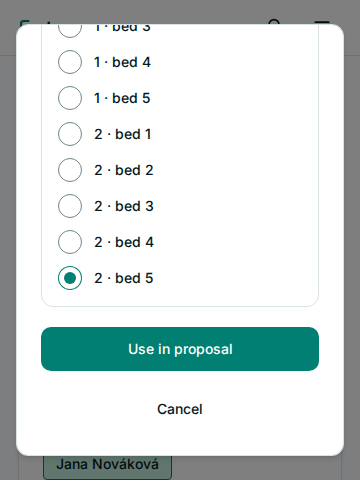 1 · bed 3
1 · bed 4
1 · bed 5
2 · bed 1
2 · bed 2
2 · bed 3
2 · bed 4
2 · bed 5
Use in proposal
Cancel
Jana Nováková